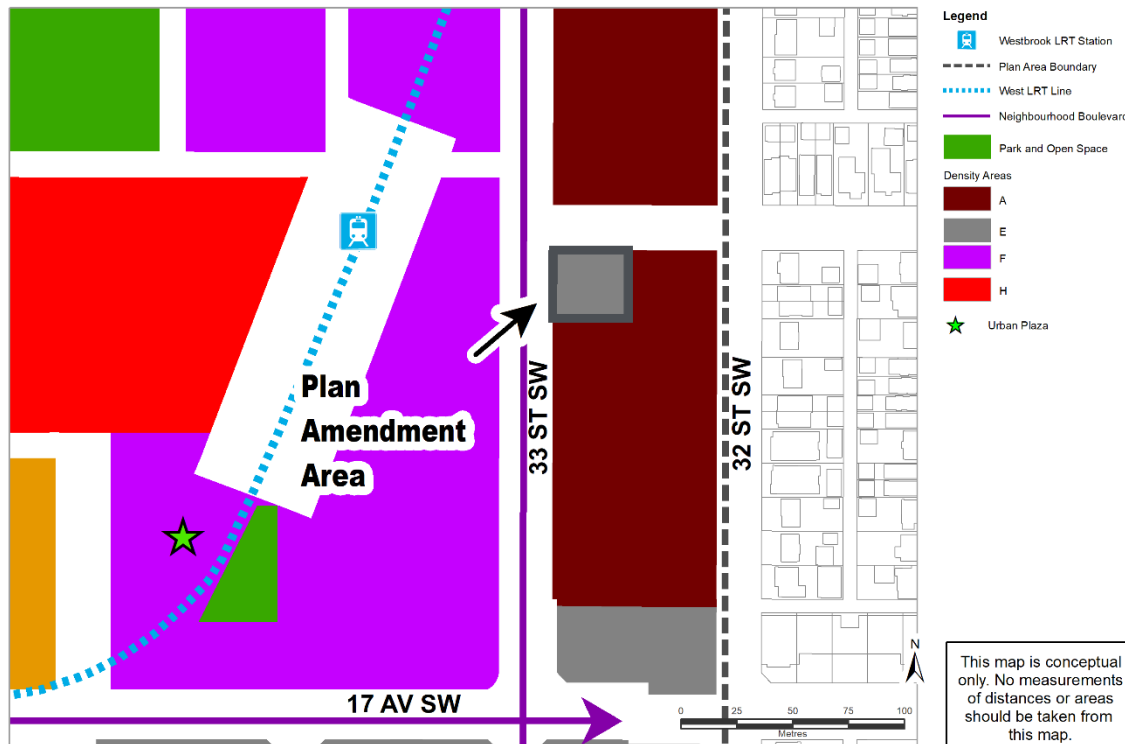 Legend
Westbrook LRT Station
Plan Area Boundary
West LRT Line
Neighbourhood Boulevard
Park and Open Space
Density Areas
A
E
F
H
Urban Plaza
Plan
Amendment
Area
33 ST SW
32 ST SW
17 AV SW
N
0 25 50 75 100
Metres
This map is conceptual
only. No measurements
of distances or areas
should be taken from
this map.